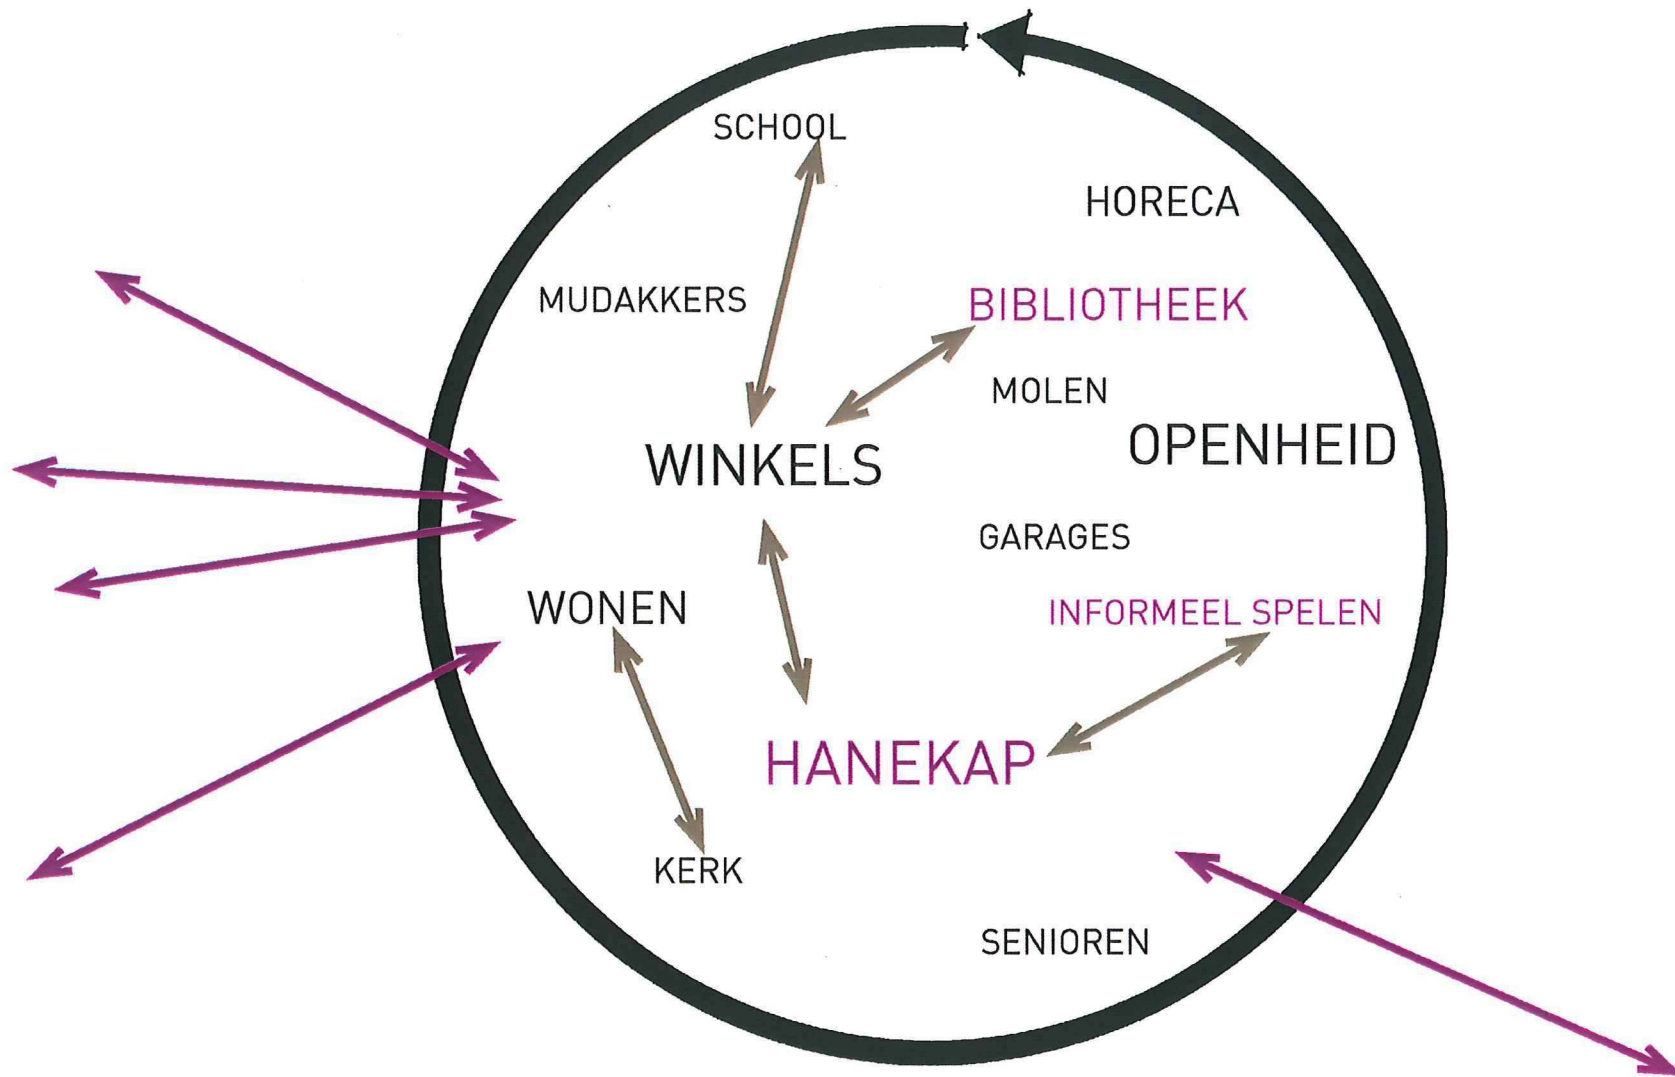 SCHOOL
HORECA
MUDAKKERS
BIBLIOTHEEK
MOLEN
OPENHEID
WINKELS
GARAGES
WONEN
INFORMEEL SPELEN
HANEKAP
KERK
SENIOREN